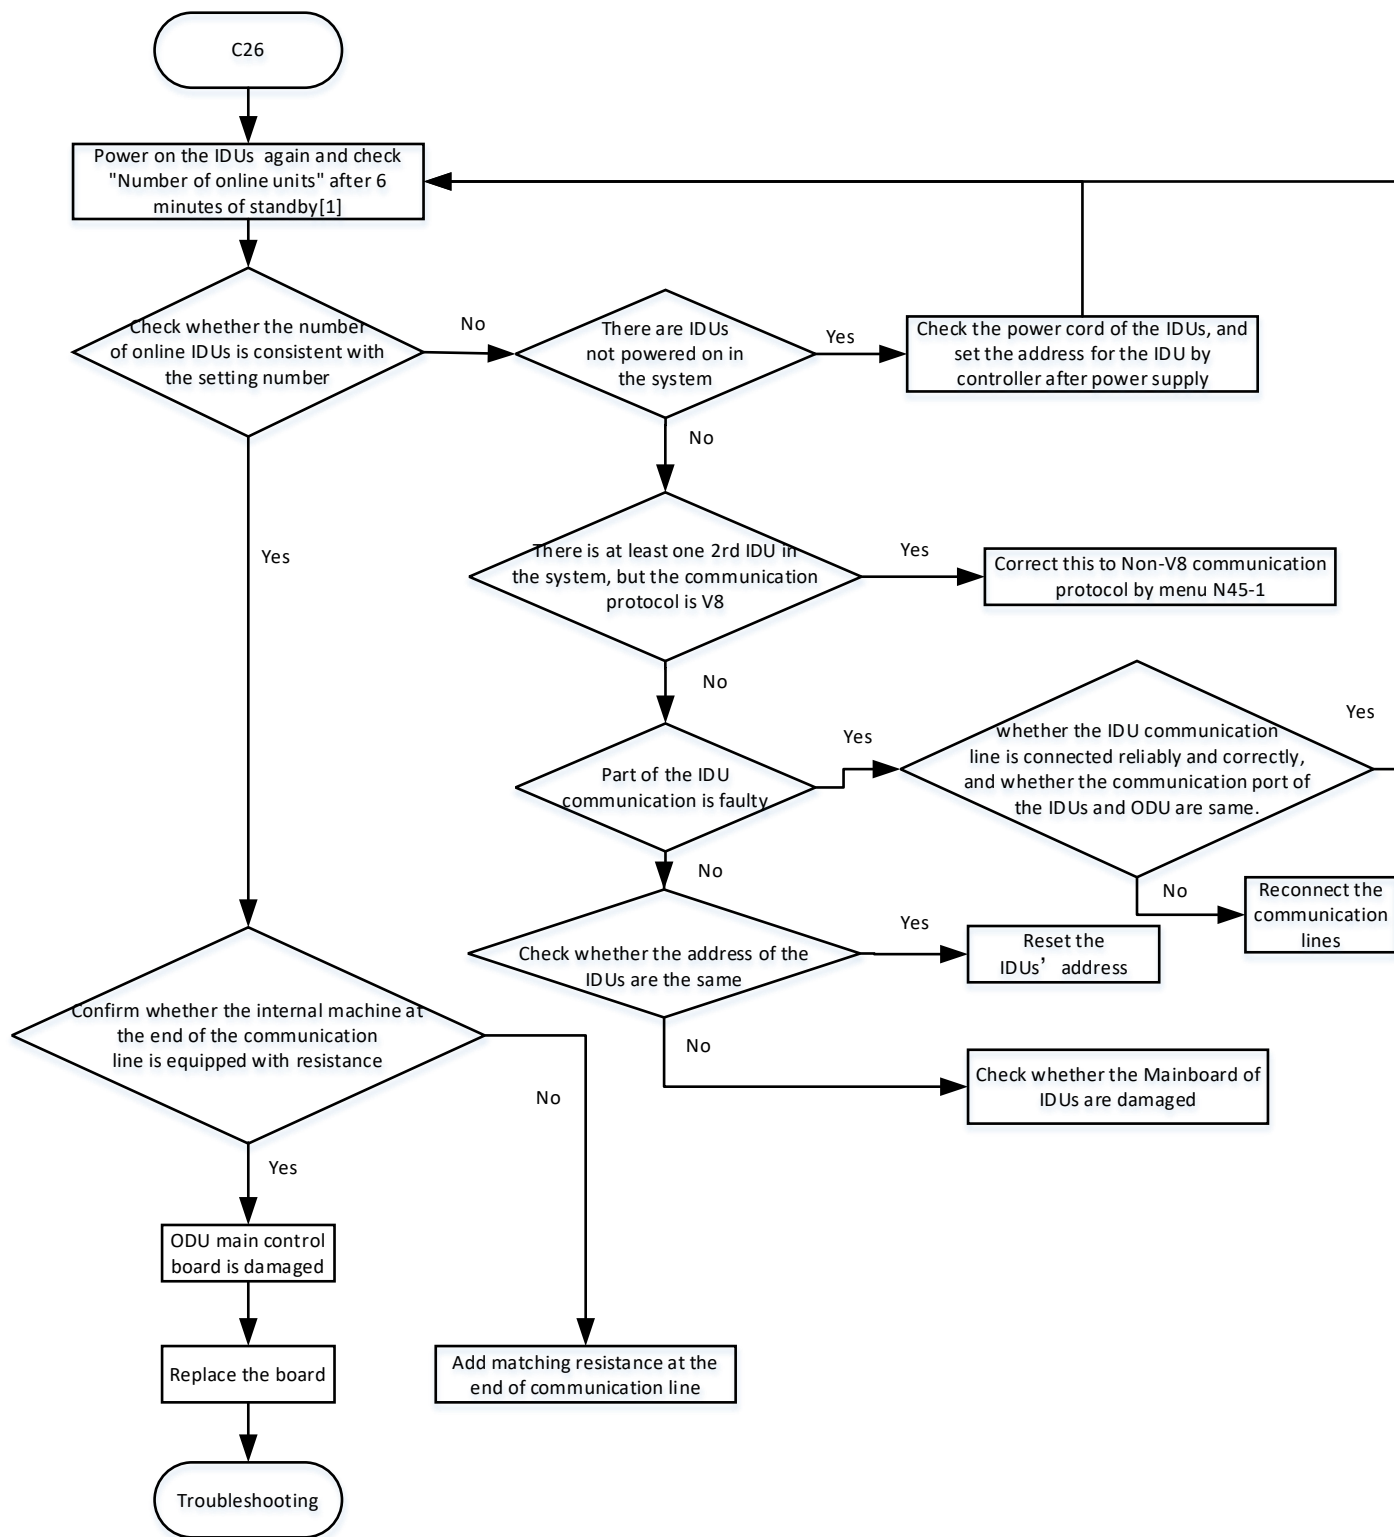 C26
Power on the IDUs again and check
"Number of online units" after 6
minutes of standby[1]
Check whether the number
of online IDUs is consistent with
the setting number
No
There are IDUs
not powered on in
the system
Yes
Check the power cord of the IDUs, and
set the address for the IDU by
controller after power supply
No
Yes
There is at least one 2rd IDU in
the system, but the communication
protocol is V8
Yes
Correct this to Non-V8 communication
protocol by menu N45-1
No
Part of the IDU
communication is faulty
Yes
whether the IDU communication
line is connected reliably and correctly,
and whether the communication port of
the IDUs and ODU are same.
Yes
No
Reconnect the
communication
lines
No
Check whether the address of the
IDUs are the same
Yes
Reset the
IDUs’ address
No
Check whether the Mainboard of
IDUs are damaged
Confirm whether the internal machine at
the end of the communication
line is equipped with resistance
No
Yes
ODU main control
board is damaged
Replace the board
Add matching resistance at the
end of communication line
Troubleshooting